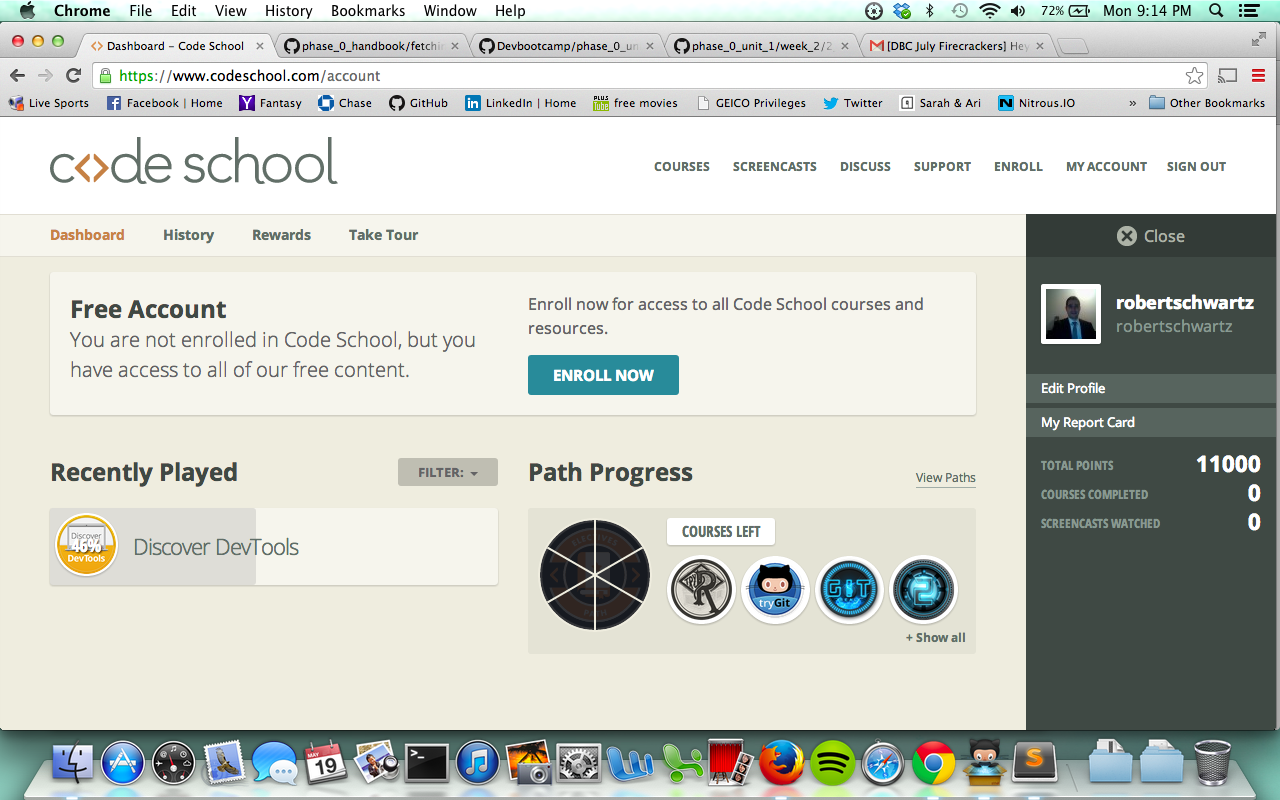 Chrome File Edit View History Bookmarks Window Help 72% Mon 9:14 PM
Dashboard – Code School phase_0_handbook/fetchin Devbootcamp/phase_0_un phase_0_unit_1/week_2/2 [DBC July Firecrackers] Hey
https://www.codeschool.com/account
Live Sports Facebook | Home Fantasy Chase GitHub LinkedIn | Home PLUS free movies GEICO Privileges Twitter Sarah & Ari Nitrous.IO » Other Bookmarks
code school
COURSES SCREENCASTS DISCUSS SUPPORT ENROLL MY ACCOUNT SIGN OUT
Dashboard History Rewards Take Tour
Close
Free Account
You are not enrolled in Code School, but you
have access to all of our free content.
Enroll now for access to all Code School courses and
resources.
ENROLL NOW
robertschwartz
robertschwartz
Edit Profile
My Report Card
TOTAL POINTS 11000
COURSES COMPLETED 0
SCREENCASTS WATCHED 0
Recently Played
FILTER:
Discover
46%
DevTools
Discover DevTools
Path Progress
View Paths
COURSES LEFT
R
tryGit
GIT
2
+ Show all
MAY
19
S